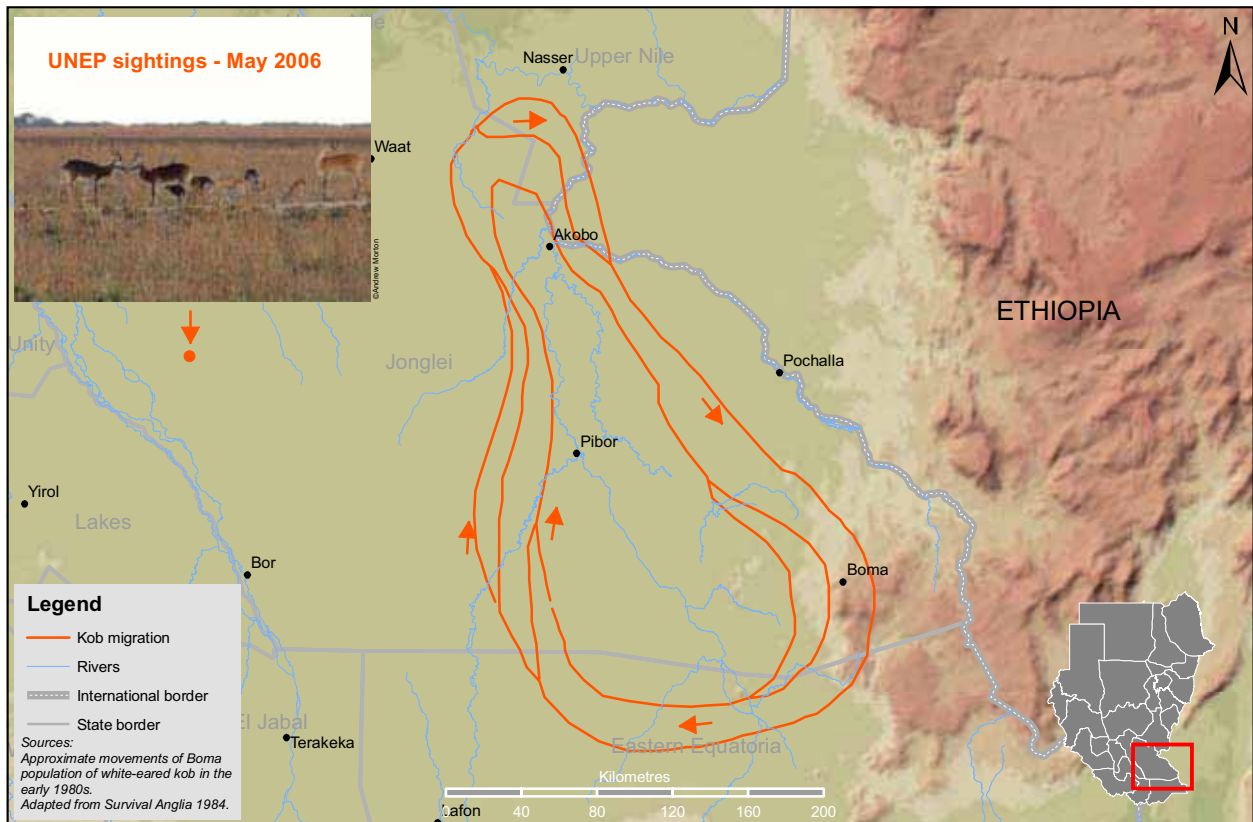 UNEP sightings - May 2006
©Andrew Morton
N
Nasser
Upper Nile
Waat
Akobo
ETHIOPIA
Unity
Jonglei
Pochalla
Pibor
Yirol
Lakes
Bor
Boma
Legend
Kob migration
Rivers
International border
State border
El Jabal
Terakeka
Sources:
Approximate movements of Boma
population of white-eared kob in the
early 1980s.
Adapted from Survival Anglia 1984.
Eastern Equatoria
Kilometres
0 40 80 120 160 200